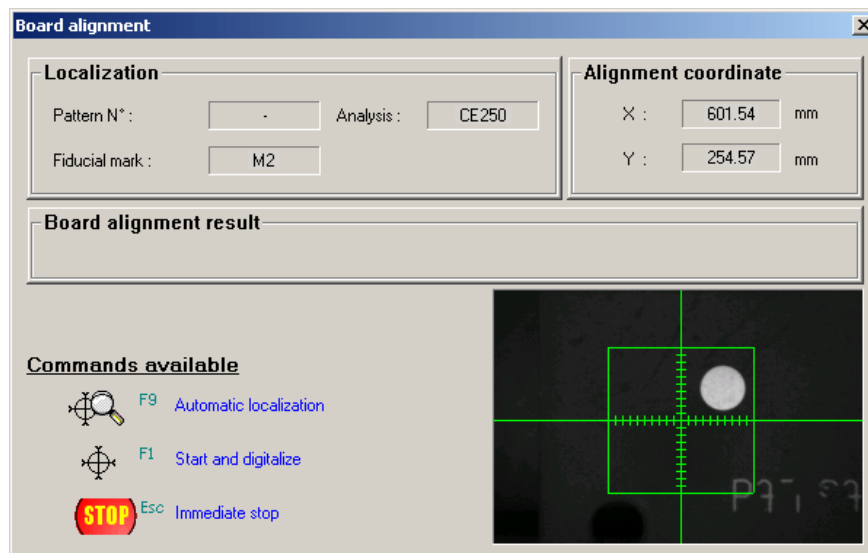 Board alignment
Localization
Pattern N° : - Analysis : CE250
Fiducial mark : M2
Alignment coordinate
X : 601.54 mm
Y : 254.57 mm
Board alignment result
Commands available
F9 Automatic localization
F1 Start and digitalize
STOP Esc Immediate stop